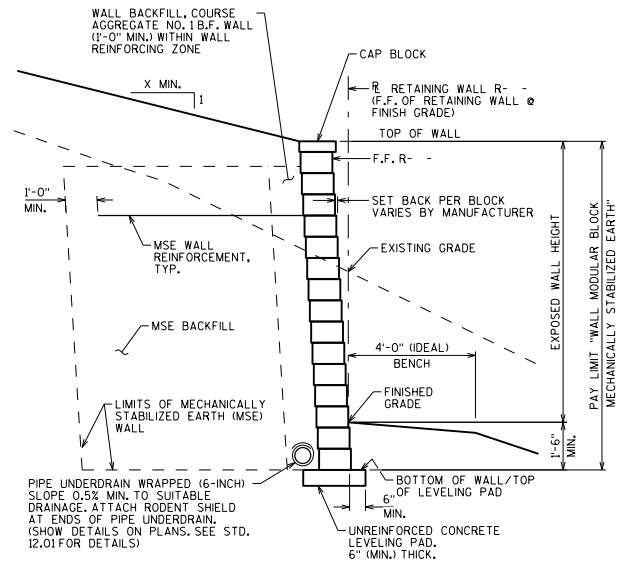 WALL BACKFILL, COURSE
AGGREGATE NO. 1 B.F. WALL
(1'-0" MIN.) WITHIN WALL
REINFORCING ZONE
CAP BLOCK
X MIN.
1
R
L RETAINING WALL R- -
(F.F. OF RETAINING WALL @
FINISH GRADE)
TOP OF WALL
F.F. R- -
1'-0"
MIN.
SET BACK PER BLOCK
VARIES BY MANUFACTURER
MSE WALL
REINFORCEMENT,
TYP.
EXISTING GRADE
EXPOSED WALL HEIGHT
PAY LIMIT "WALL MODULAR BLOCK
MECHANICALLY STABILIZED EARTH"
MSE BACKFILL
4'-0" (IDEAL)
BENCH
LIMITS OF MECHANICALLY
STABILIZED EARTH (MSE)
WALL
FINISHED
GRADE
1'-6"
MIN.
PIPE UNDERDRAIN WRAPPED (6-INCH)
SLOPE 0.5% MIN. TO SUITABLE
DRAINAGE. ATTACH RODENT SHIELD
AT ENDS OF PIPE UNDERDRAIN.
(SHOW DETAILS ON PLANS. SEE STD.
12.01 FOR DETAILS)
BOTTOM OF WALL/TOP
OF LEVELING PAD
6"
MIN.
UNREINFORCED CONCRETE
LEVELING PAD.
6" (MIN.) THICK.